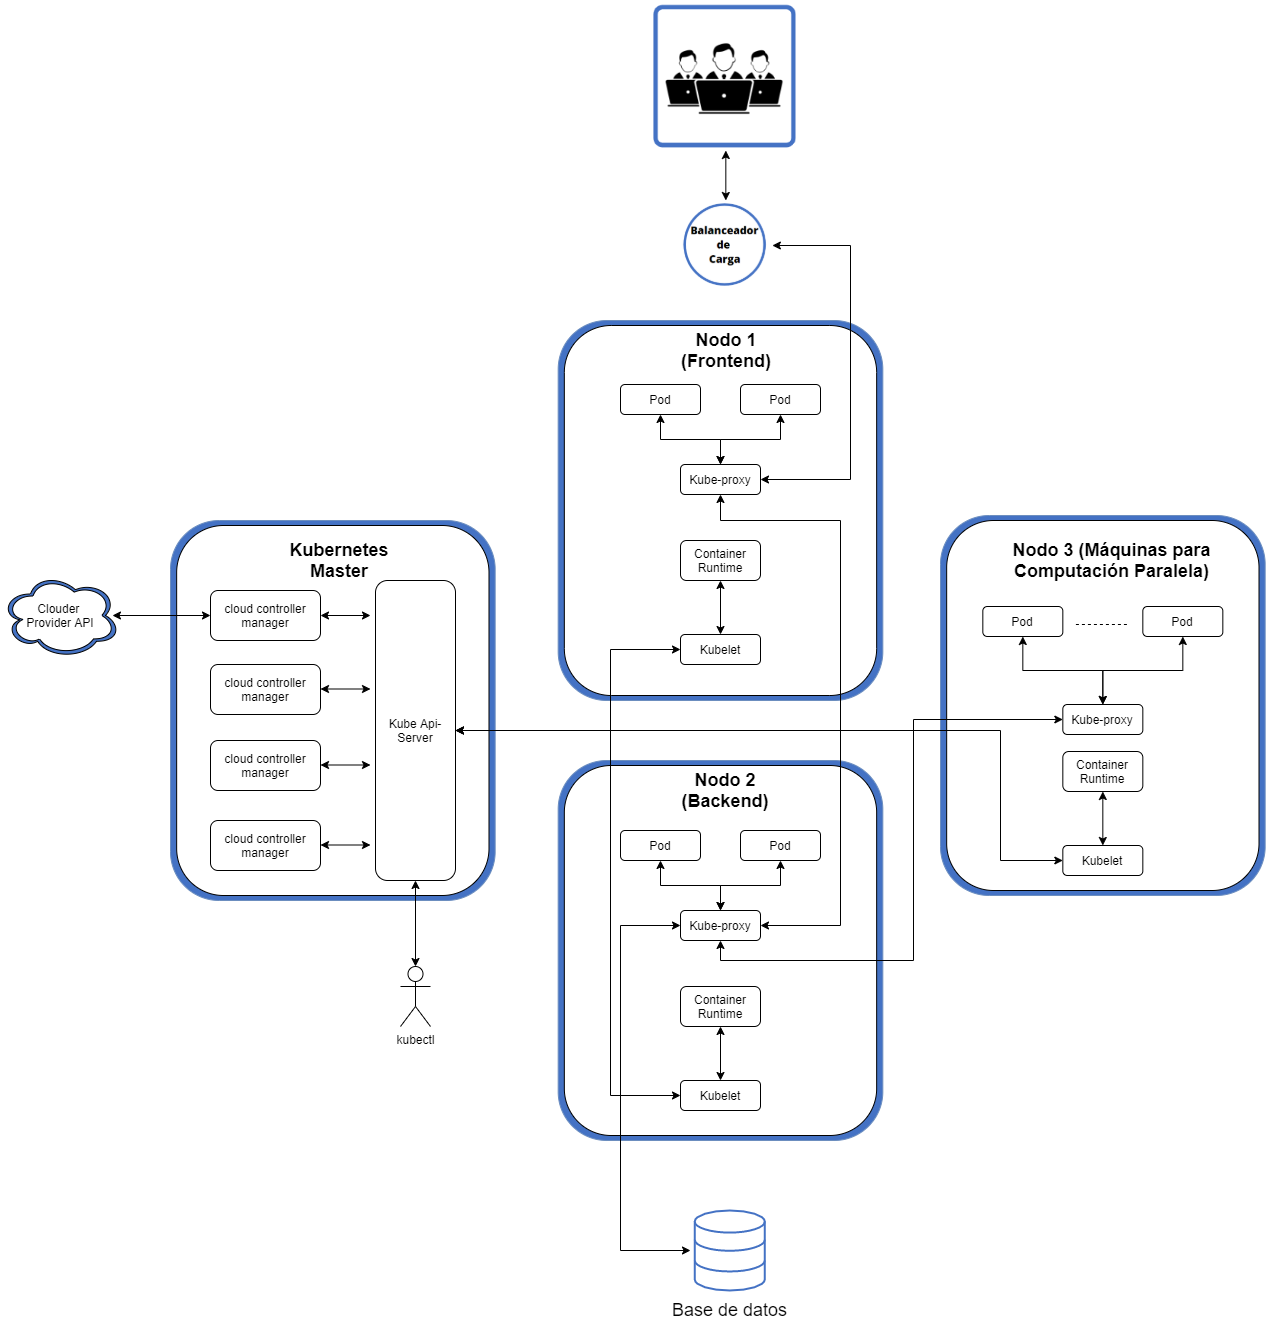 Balanceador
de
Carga
Nodo 1
(Frontend)
Pod
Pod
Kube-proxy
Container
Runtime
Kubelet
Kubernetes
Master
Clouder
Provider API
cloud controller
manager
cloud controller
manager
cloud controller
manager
cloud controller
manager
Kube Api-
Server
kubectl
Nodo 3 (Máquinas para
Computación Paralela)
Pod
Pod
Kube-proxy
Container
Runtime
Kubelet
Nodo 2
(Backend)
Pod
Pod
Kube-proxy
Container
Runtime
Kubelet
Base de datos